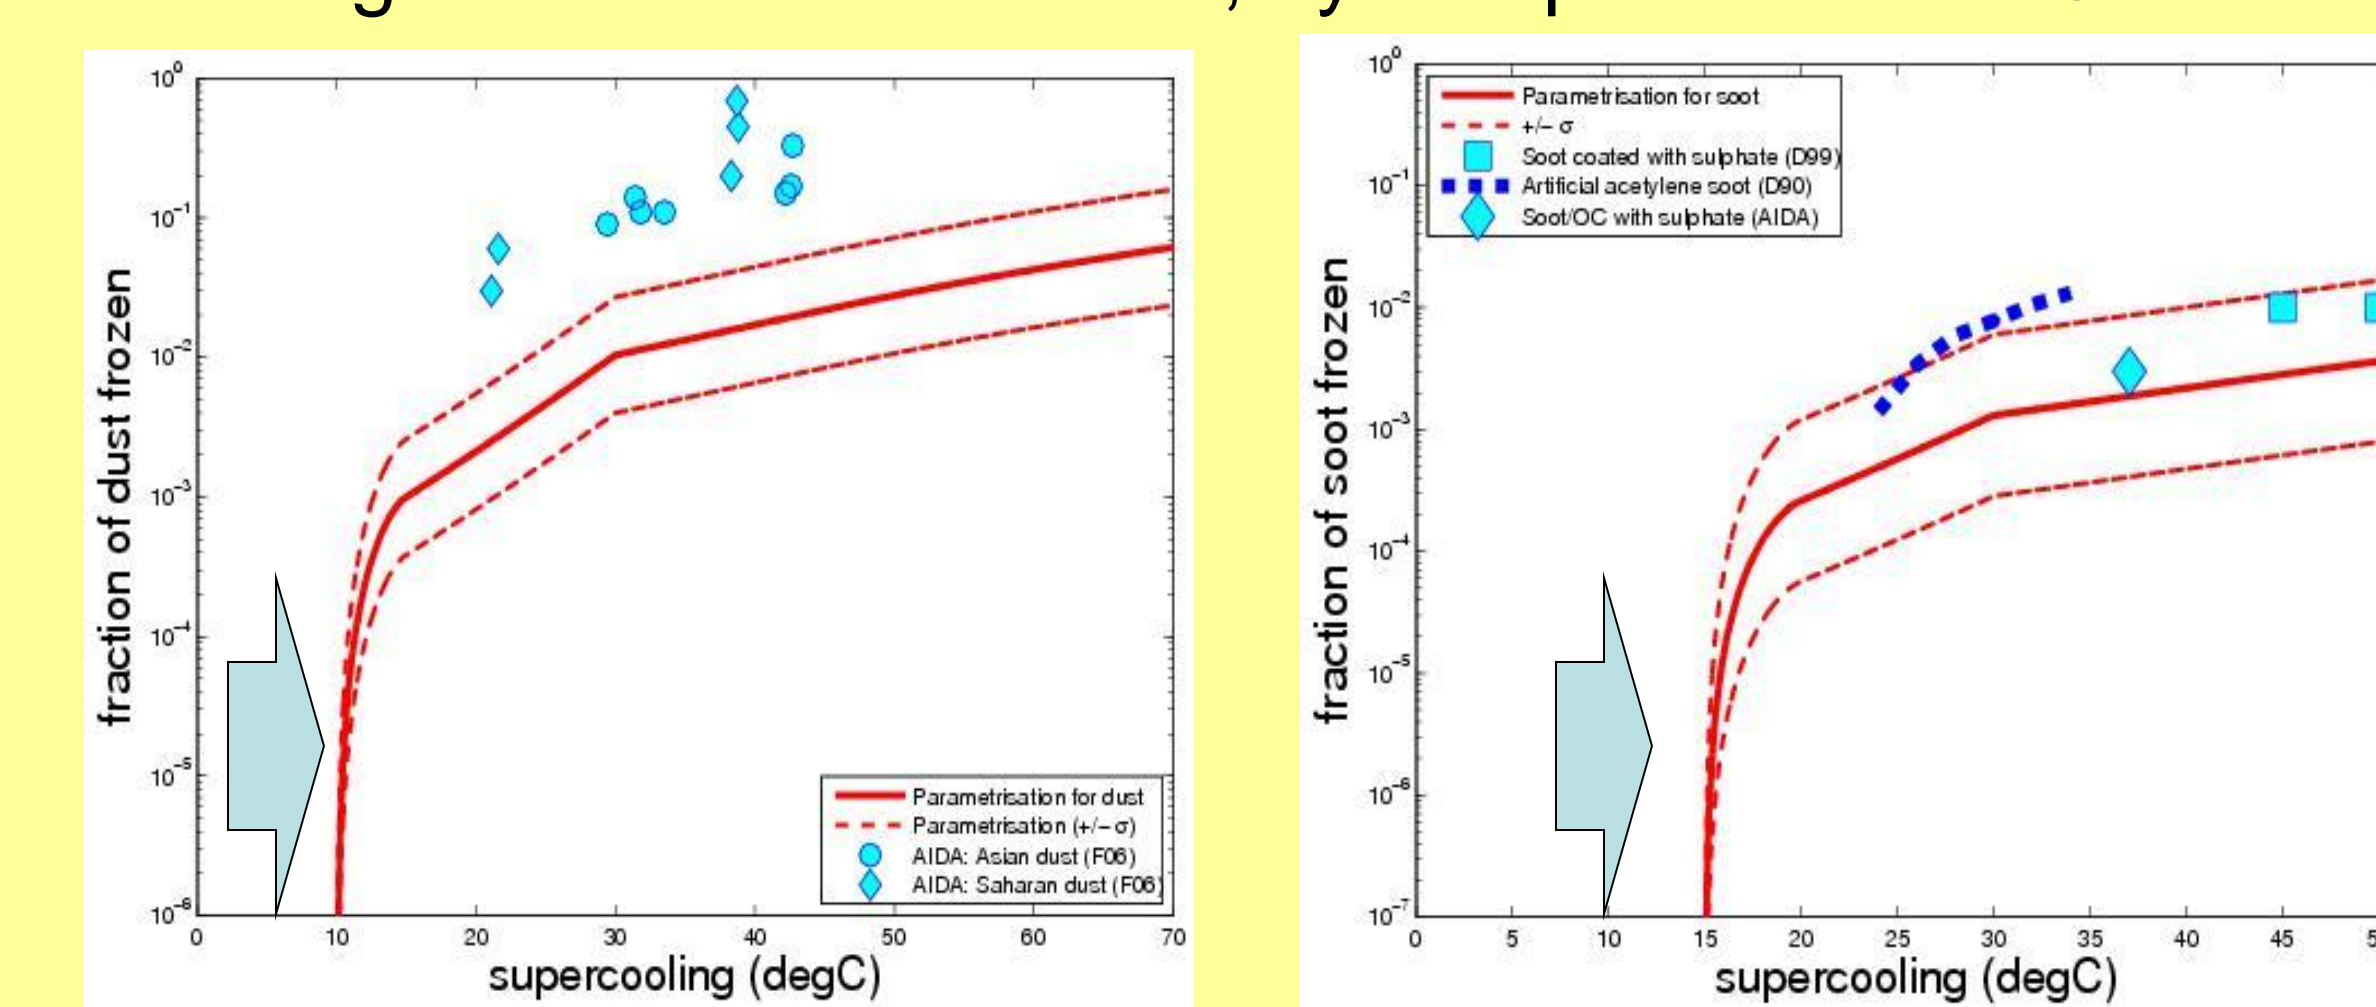 fraction of dust frozen
10⁰
10⁻¹
10⁻²
10⁻³
10⁻⁴
10⁻⁵
10⁻⁶
Parametrisation for dust
Parametrisation (+/− σ)
AIDA: Asian dust (F06)
AIDA: Saharan dust (F06)
0 10 20 30 40 50 60 70
supercooling (degC)
fraction of soot frozen
10⁰
10⁻¹
10⁻²
10⁻³
10⁻⁴
10⁻⁵
10⁻⁶
10⁻⁷
Parametrisation for soot
+/− σ
Soot coated with sulphate (D99)
Artificial acetylene soot (D90)
Soot/OC with sulphate (AIDA)
0 5 10 15 20 25 30 35 40 45
supercooling (degC)